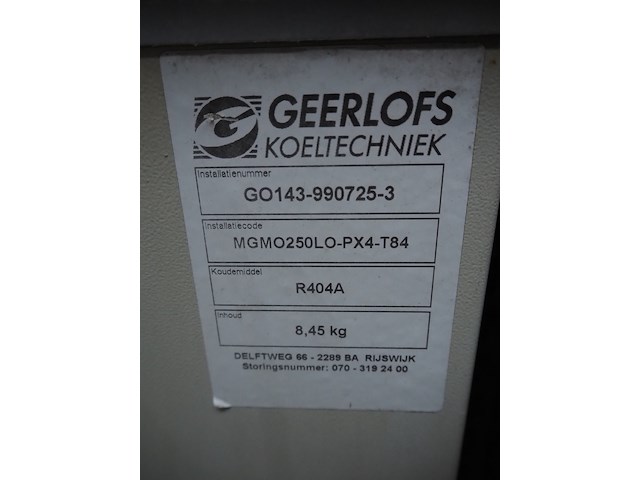 GEERLOFS
KOELTECHNIEK
Installatienummer
GO143-990725-3
Installatiecode
MGMO250LO-PX4-T84
Koudemiddel
R404A
Inhoud
8,45 kg
DELFTWEG 66 - 2289 BA RIJSWIJK
Storingsnummer: 070 - 319 24 00